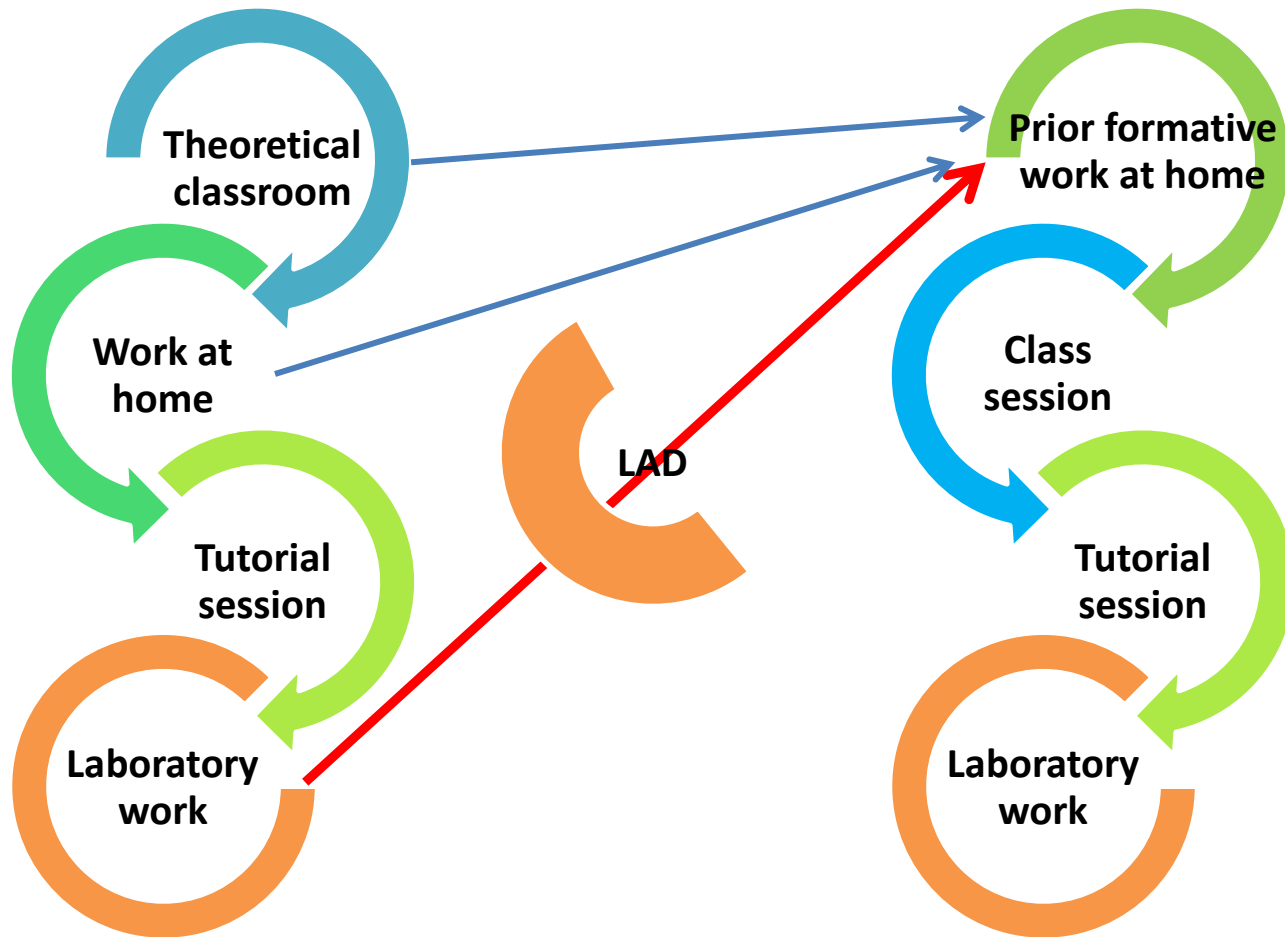 Theoretical
classroom
Work at
home
Tutorial
session
Laboratory
work
LAD
Prior formative
work at home
Class
session
Tutorial
session
Laboratory
work